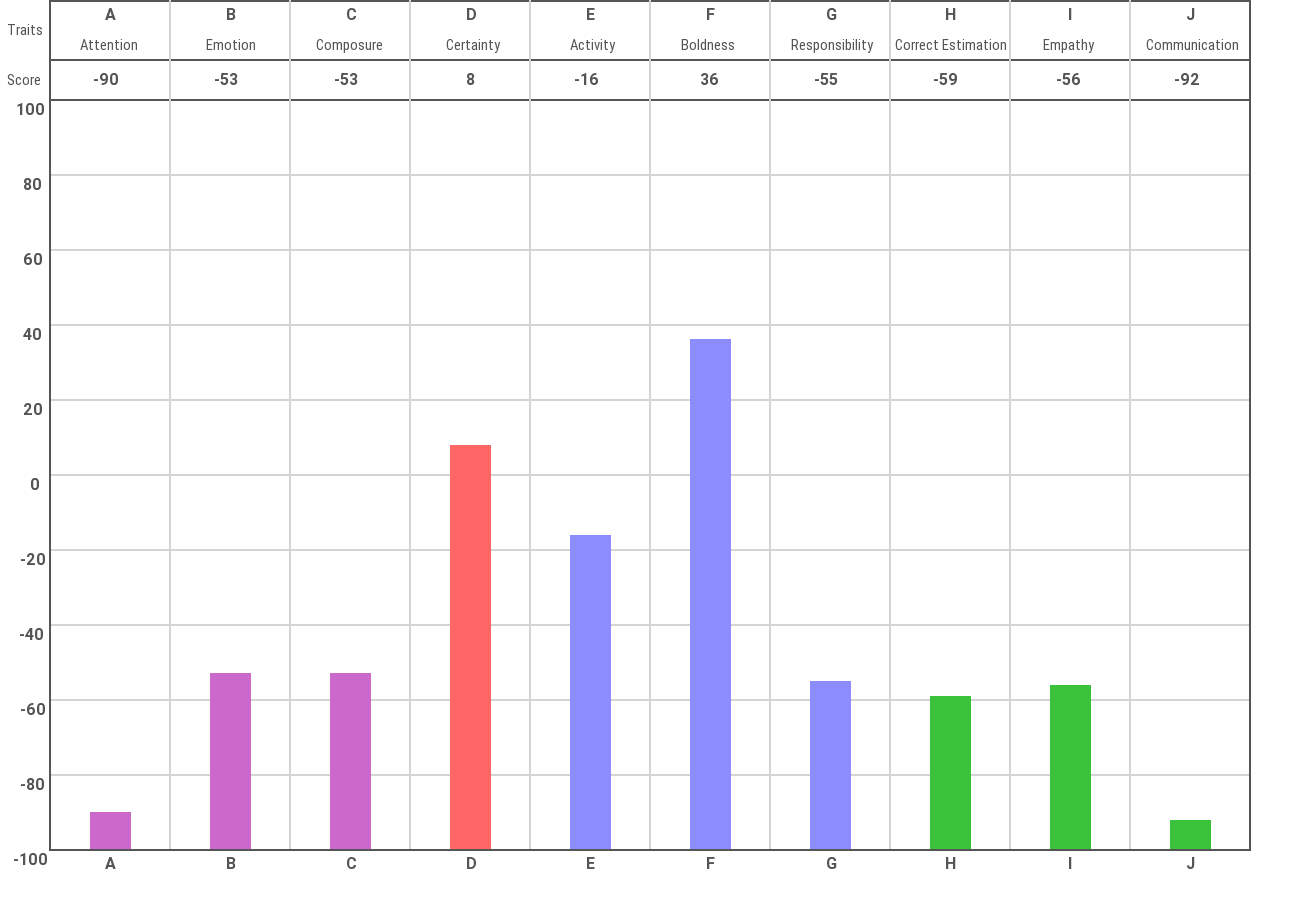 Traits
A B C D E F G H I J
Attention Emotion Composure Certainty Activity Boldness Responsibility Correct Estimation Empathy Communication
Score -90 -53 -53 8 -16 36 -55 -59 -56 -92
100
80
60
40
20
0
-20
-40
-60
-80
-100
A B C D E F G H I J